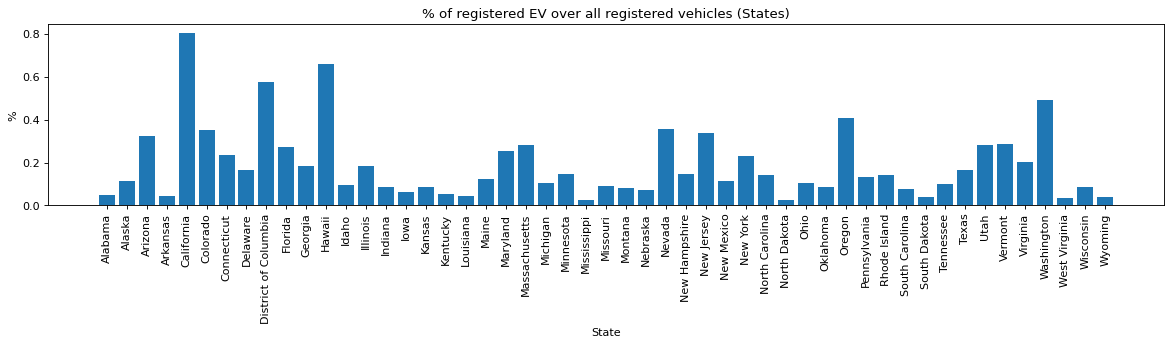 % of registered EV over all registered vehicles (States)
%
0.8
0.6
0.4
0.2
0.0
Alabama
Alaska
Arizona
Arkansas
California
Colorado
Connecticut
Delaware
District of Columbia
Florida
Georgia
Hawaii
Idaho
Illinois
Indiana
Iowa
Kansas
Kentucky
Louisiana
Maine
Maryland
Massachusetts
Michigan
Minnesota
Mississippi
Missouri
Montana
Nebraska
Nevada
New Hampshire
New Jersey
New Mexico
New York
North Carolina
North Dakota
Ohio
Oklahoma
Oregon
Pennsylvania
Rhode Island
South Carolina
South Dakota
Tennessee
Texas
Utah
Vermont
Virginia
Washington
West Virginia
Wisconsin
Wyoming
State